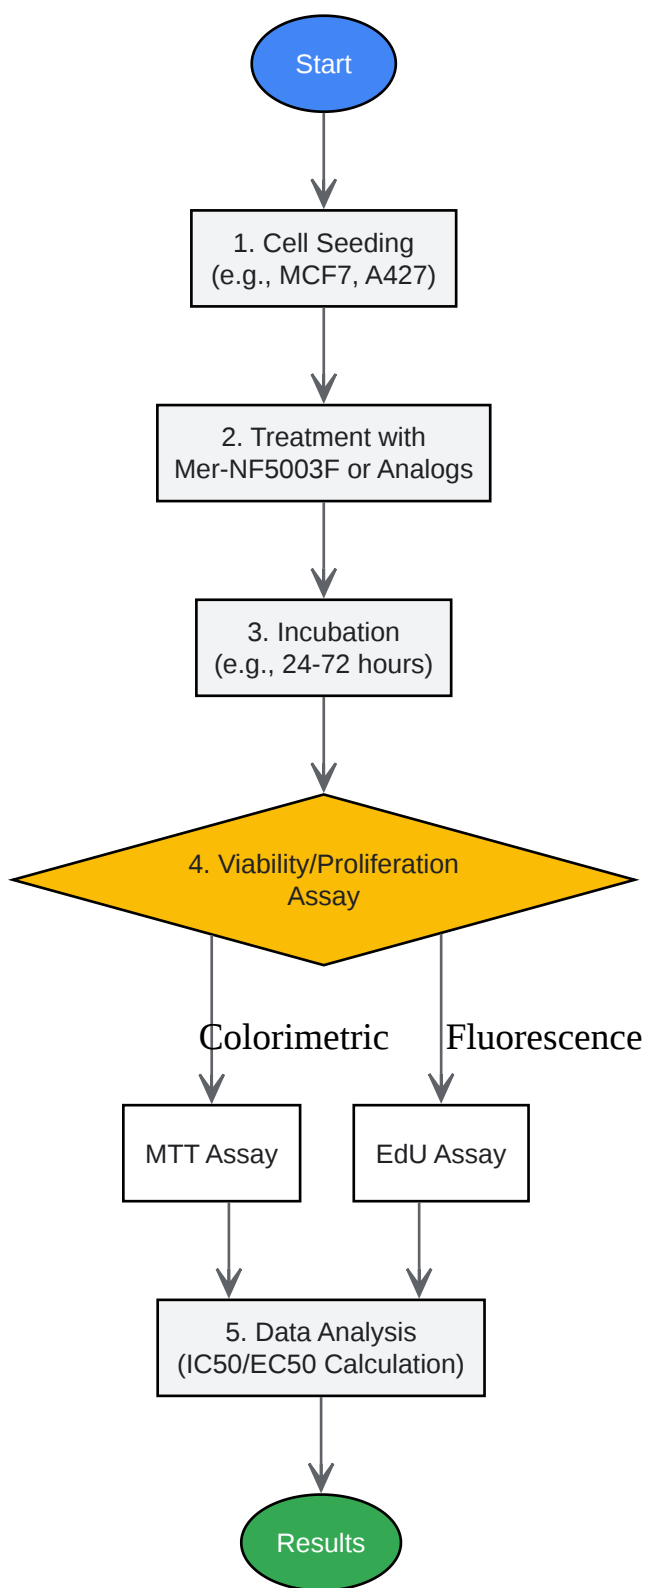 Start
1. Cell Seeding
(e.g., MCF7, A427)
2. Treatment with
Mer-NF5003F or Analogs
3. Incubation
(e.g., 24-72 hours)
4. Viability/Proliferation
Assay
Colorimetric
Fluorescence
MTT Assay
EdU Assay
5. Data Analysis
(IC50/EC50 Calculation)
Results